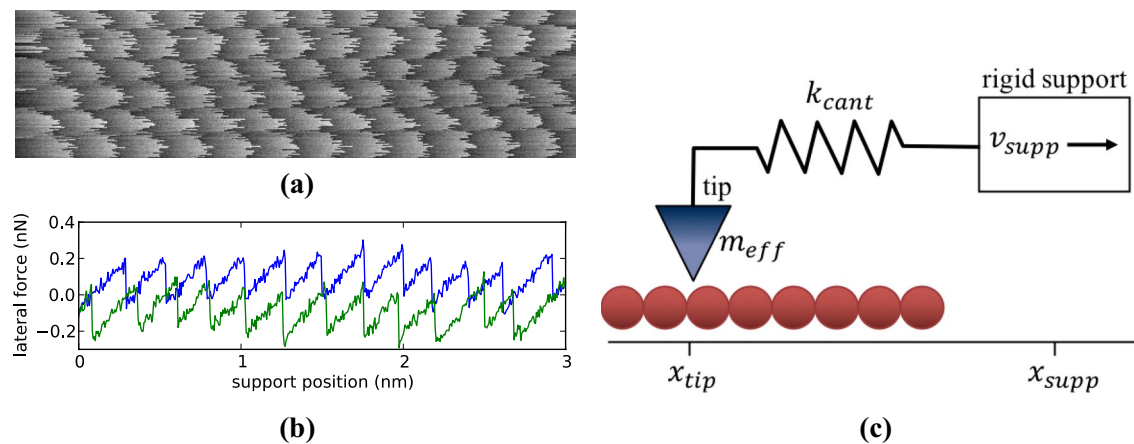 (a)
lateral force (nN)
0.4
0.2
0.0
−0.2
0
1
2
3
support position (nm)
(b)
rigid support
k_cant
v_supp
tip
m_eff
x_tip
x_supp
(c)